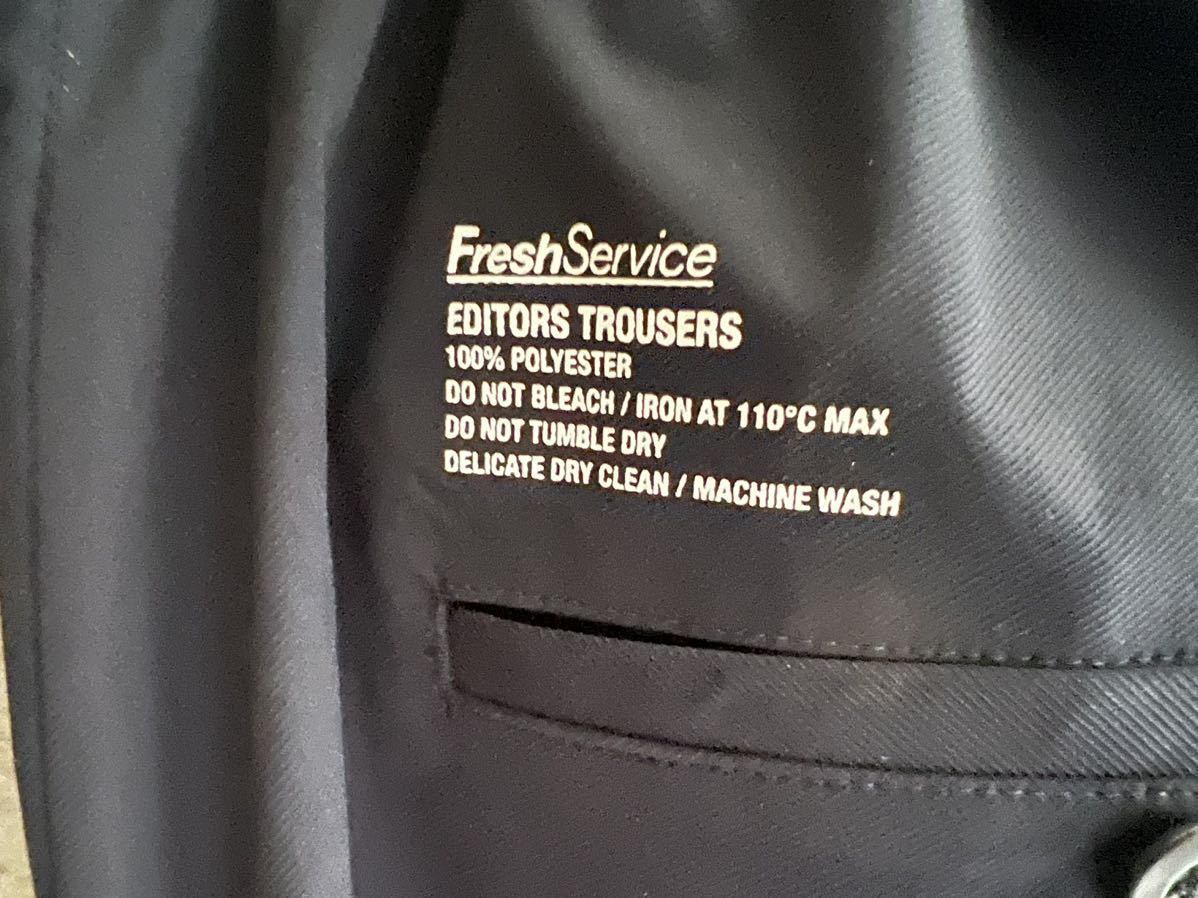 FreshService
EDITORS TROUSERS
100% POLYESTER
DO NOT BLEACH / IRON AT 110°C MAX
DO NOT TUMBLE DRY
DELICATE DRY CLEAN / MACHINE WASH